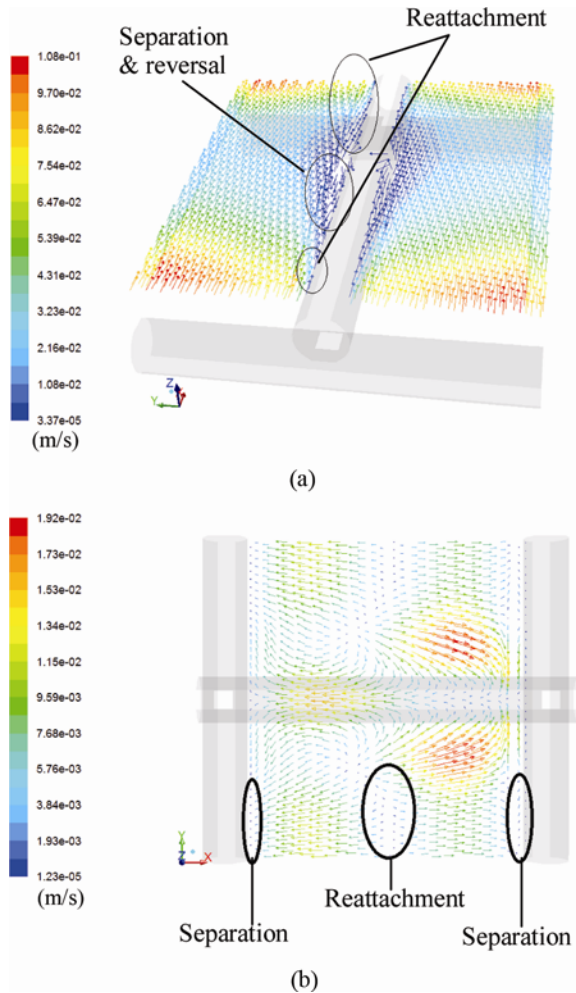 Reattachment
Separation
& reversal
1.08e-01
9.70e-02
8.62e-02
7.54e-02
6.47e-02
5.39e-02
4.31e-02
3.23e-02
2.16e-02
1.08e-02
3.37e-05
(m/s)
Z
Y
(a)
1.92e-02
1.73e-02
1.53e-02
1.34e-02
1.15e-02
9.59e-03
7.68e-03
5.76e-03
3.84e-03
1.93e-03
1.23e-05
(m/s)
Y
Z
X
Reattachment
Separation
Separation
(b)